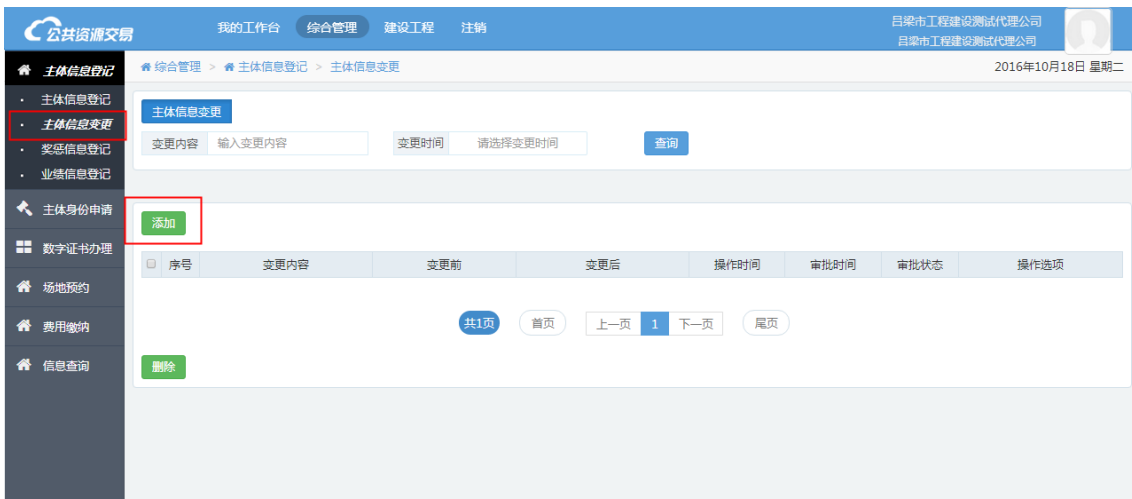 公共资源交易
我的工作台 综合管理 建设工程 注销
吕梁市工程建设测试代理公司
吕梁市工程建设测试代理公司
主体信息登记
· 主体信息登记
· 主体信息变更
· 奖惩信息登记
· 业绩信息登记
主体身份申请
数字证书办理
场地预约
费用缴纳
信息查询
综合管理 > 主体信息登记 > 主体信息变更
2016年10月18日 星期二
主体信息变更
变更内容 输入变更内容 变更时间 请选择变更时间 查询
添加
序号 变更内容 变更前 变更后 操作时间 审批时间 审批状态 操作选项
共1页 首页 上一页 1 下一页 尾页
删除